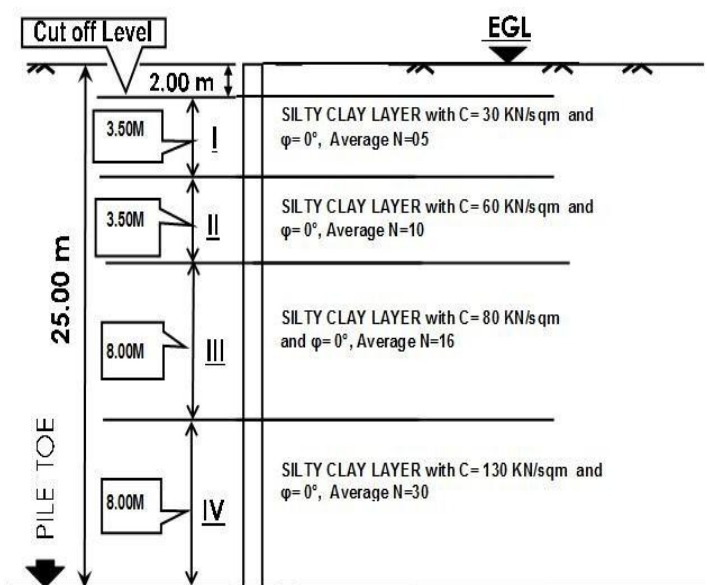 Cut off Level
EGL
2.00 m
3.50M
I
SILTY CLAY LAYER with C= 30 KN/sqm and
φ= 0°, Average N=05
3.50M
II
SILTY CLAY LAYER with C= 60 KN/sqm and
φ= 0°, Average N=10
25.00 m
8.00M
III
SILTY CLAY LAYER with C= 80 KN/sqm
and φ= 0°, Average N=16
PILE TOE
8.00M
IV
SILTY CLAY LAYER with C= 130 KN/sqm and
φ= 0°, Average N=30